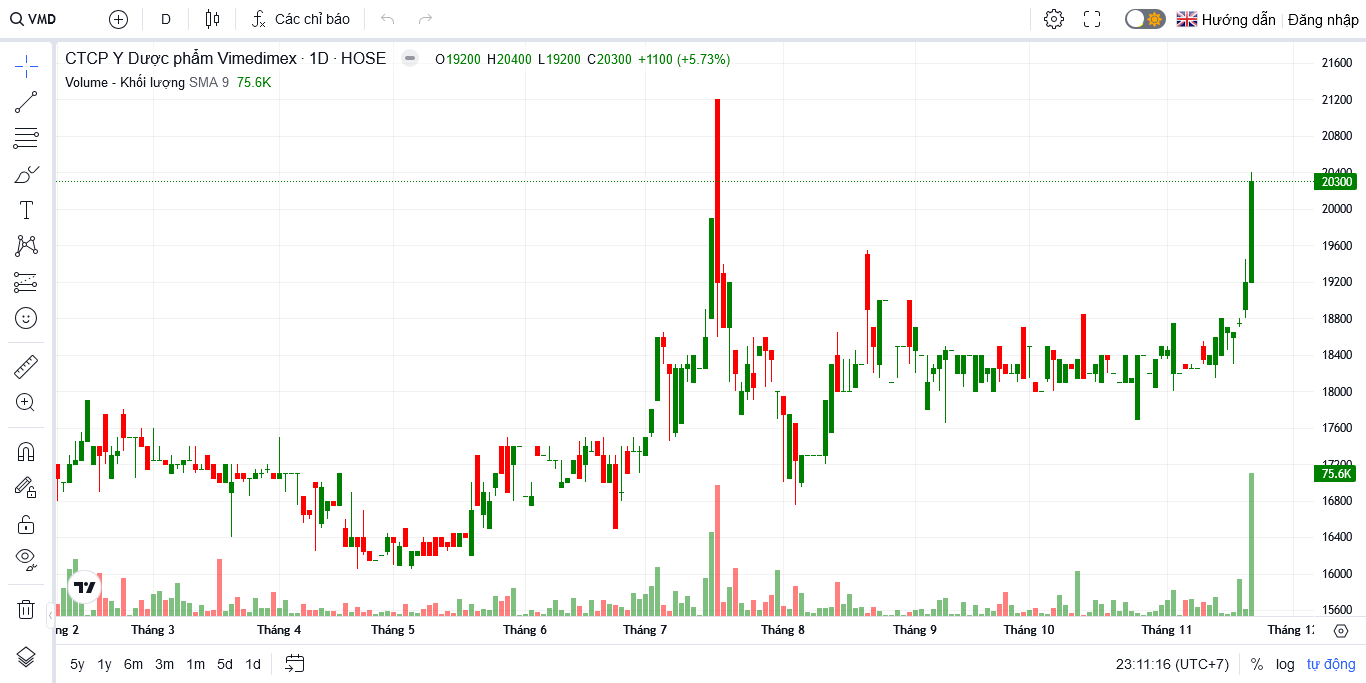 VMD D Các chỉ báo Hướng dẫn Đăng nhập
CTCP Y Dược phẩm Vimedimex · 1D · HOSE O19200 H20400 L19200 C20300 +1100 (+5.73%)
Volume - Khối lượng SMA 9 75.6K
21600
21200
20800
20400
20300
20000
19600
19200
18800
18400
18000
17600
17200
75.6K
16800
16400
16000
15600
ng 2 Tháng 3 Tháng 4 Tháng 5 Tháng 6 Tháng 7 Tháng 8 Tháng 9 Tháng 10 Tháng 11 Tháng 1
5y 1y 6m 3m 1m 5d 1d 23:11:16 (UTC+7) % log tự động